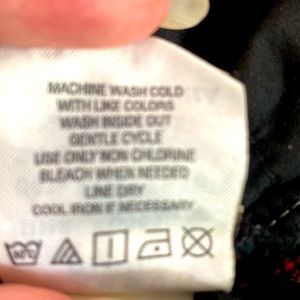 MACHINE WASH COLD
WITH LIKE COLORS
WASH INSIDE OUT
GENTLE CYCLE
USE ONLY NON CHLORINE
BLEACH WHEN NEEDED
LINE DRY
COOL IRON IF NECESSARY